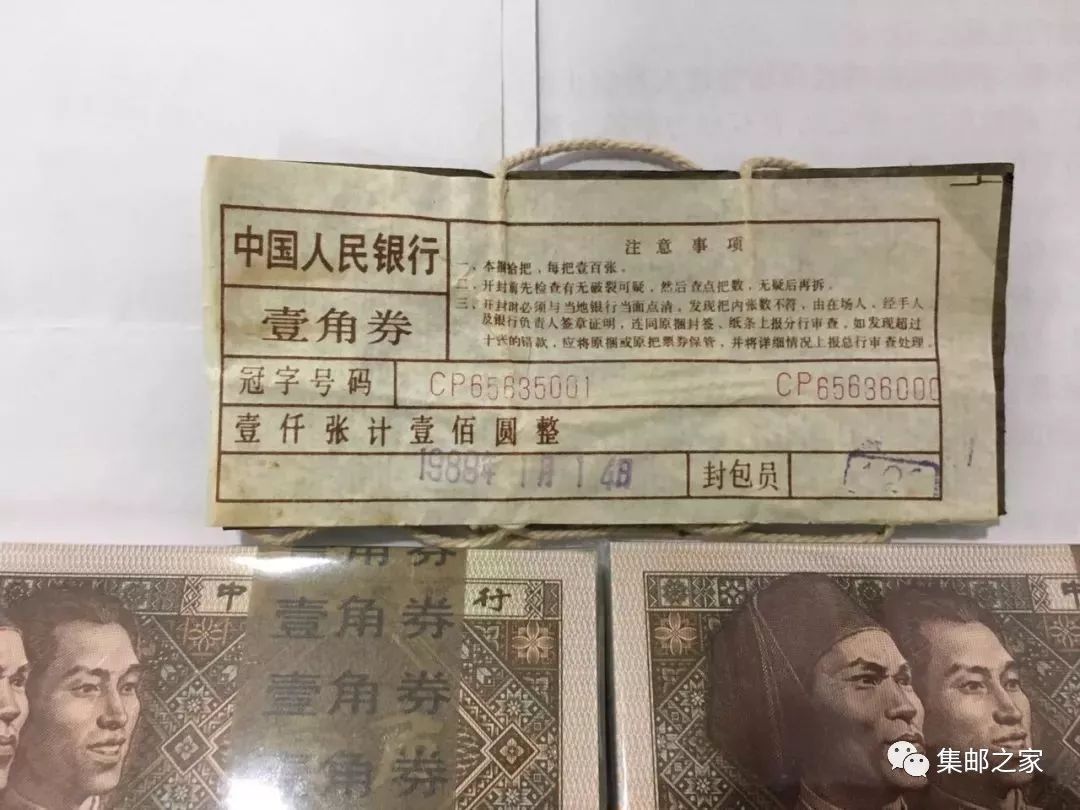 中国人民银行
壹角券
注意事项
一、本捆拾把,每把壹百张。
二、开封前先检查有无破裂可疑,然后查点把数,无疑后再拆。
三、开封时必须与当地银行当面点清,发现把内张数不符,由在场人、经手人
及银行负责人签章证明,连同原捆封签、纸条上报分行审查,如发现超过
十张的错款,应将原捆或原把票券保管,并将详细情况上报总行审查处理。
冠字号码 CP65635001 CP65636000
壹仟张计壹佰圆整
1989年1月14日 封包员
角券
中 行
壹角券
壹角券
壹角券
中
集邮之家